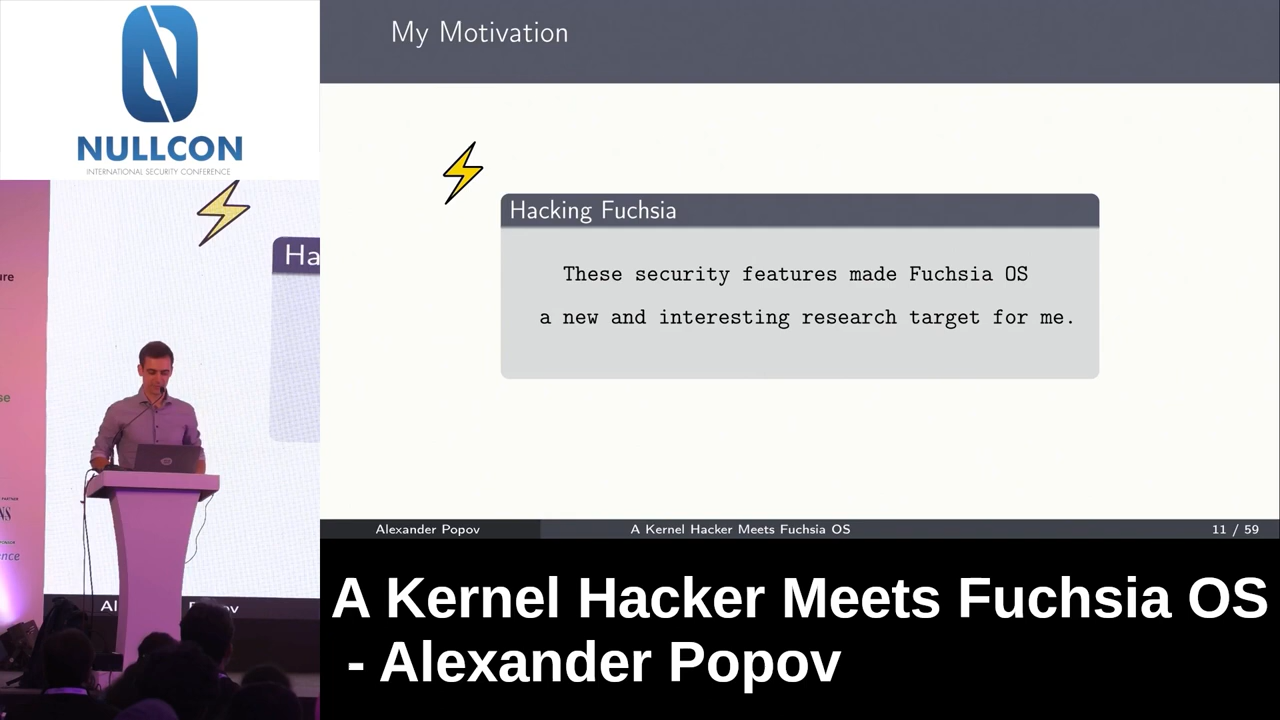 NULLCON
INTERNATIONAL SECURITY CONFERENCE
My Motivation
Hacking Fuchsia
These security features made Fuchsia OS
a new and interesting research target for me.
Alexander Popov
A Kernel Hacker Meets Fuchsia OS
11 / 59
Ha
A Kernel Hacker Meets Fuchsia OS
- Alexander Popov